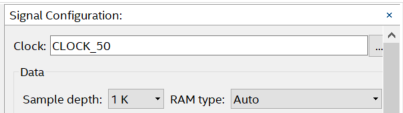 Signal Configuration:
Clock: CLOCK_50 ...
Data
Sample depth: 1 K RAM type: Auto